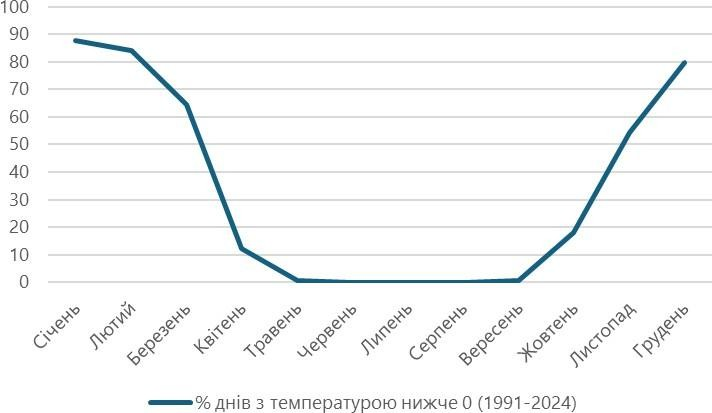 100
90
80
70
60
50
40
30
20
10
0
Січень
Лютий
Березень
Квітень
Травень
Червень
Липень
Серпень
Вересень
Жовтень
Листопад
Грудень
% днів з температурою нижче 0 (1991-2024)